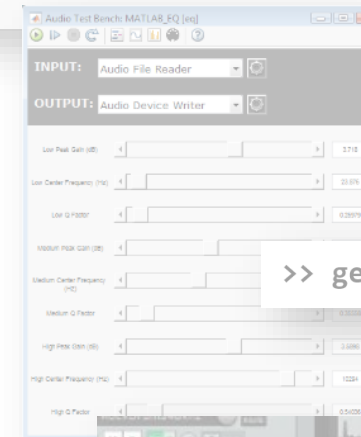 Audio Test Bench: MATLAB_EQ [eq]
INPUT: Audio File Reader
OUTPUT: Audio Device Writer
Low Peak Gain (dB) 3.718
Low Center Frequency (Hz)
Low Q Factor
Medium Peak Gain (dB)
Medium Center Frequency (Hz)
>> ge
Medium Q Factor
High Peak Gain (dB)
High Center Frequency (Hz) 10284
High Q Factor